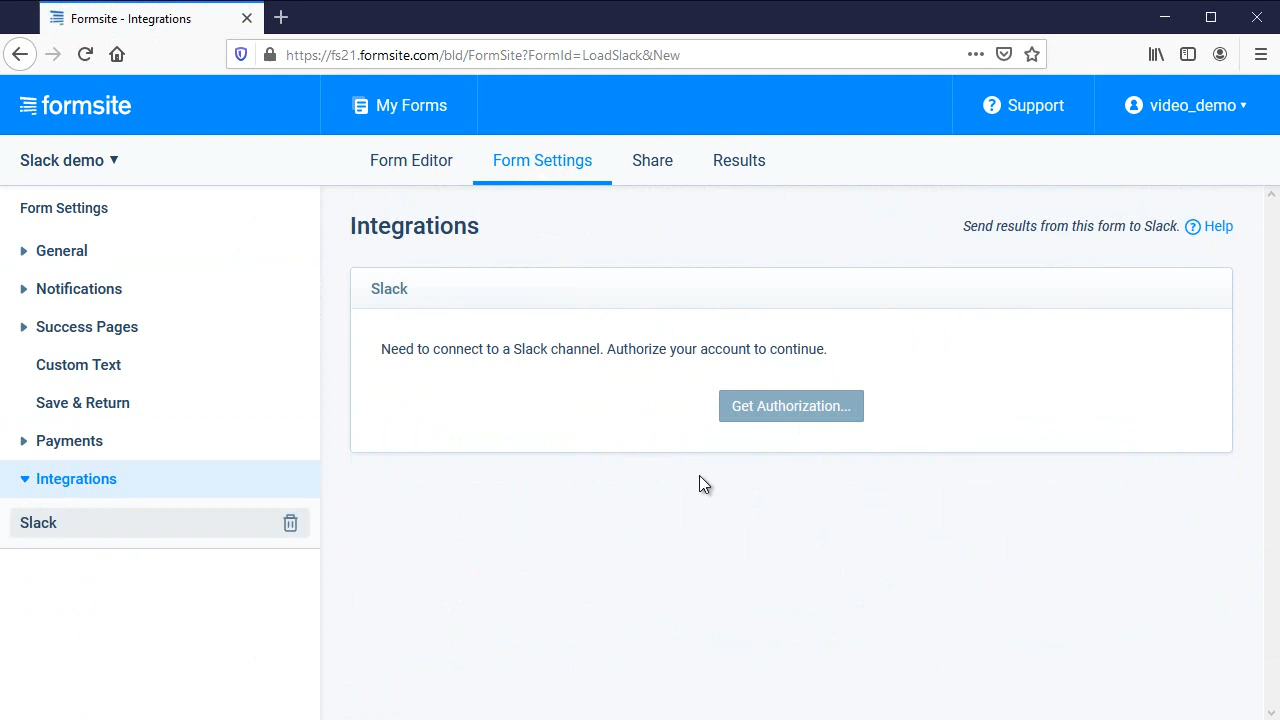 Formsite - Integrations
https://fs21.formsite.com/bld/FormSite?FormId=LoadSlack&New
formsite
My Forms
Support
video_demo
Slack demo
Form Editor
Form Settings
Share
Results
Form Settings
General
Notifications
Success Pages
Custom Text
Save & Return
Payments
Integrations
Slack
Integrations
Send results from this form to Slack. ? Help
Slack
Need to connect to a Slack channel. Authorize your account to continue.
Get Authorization...